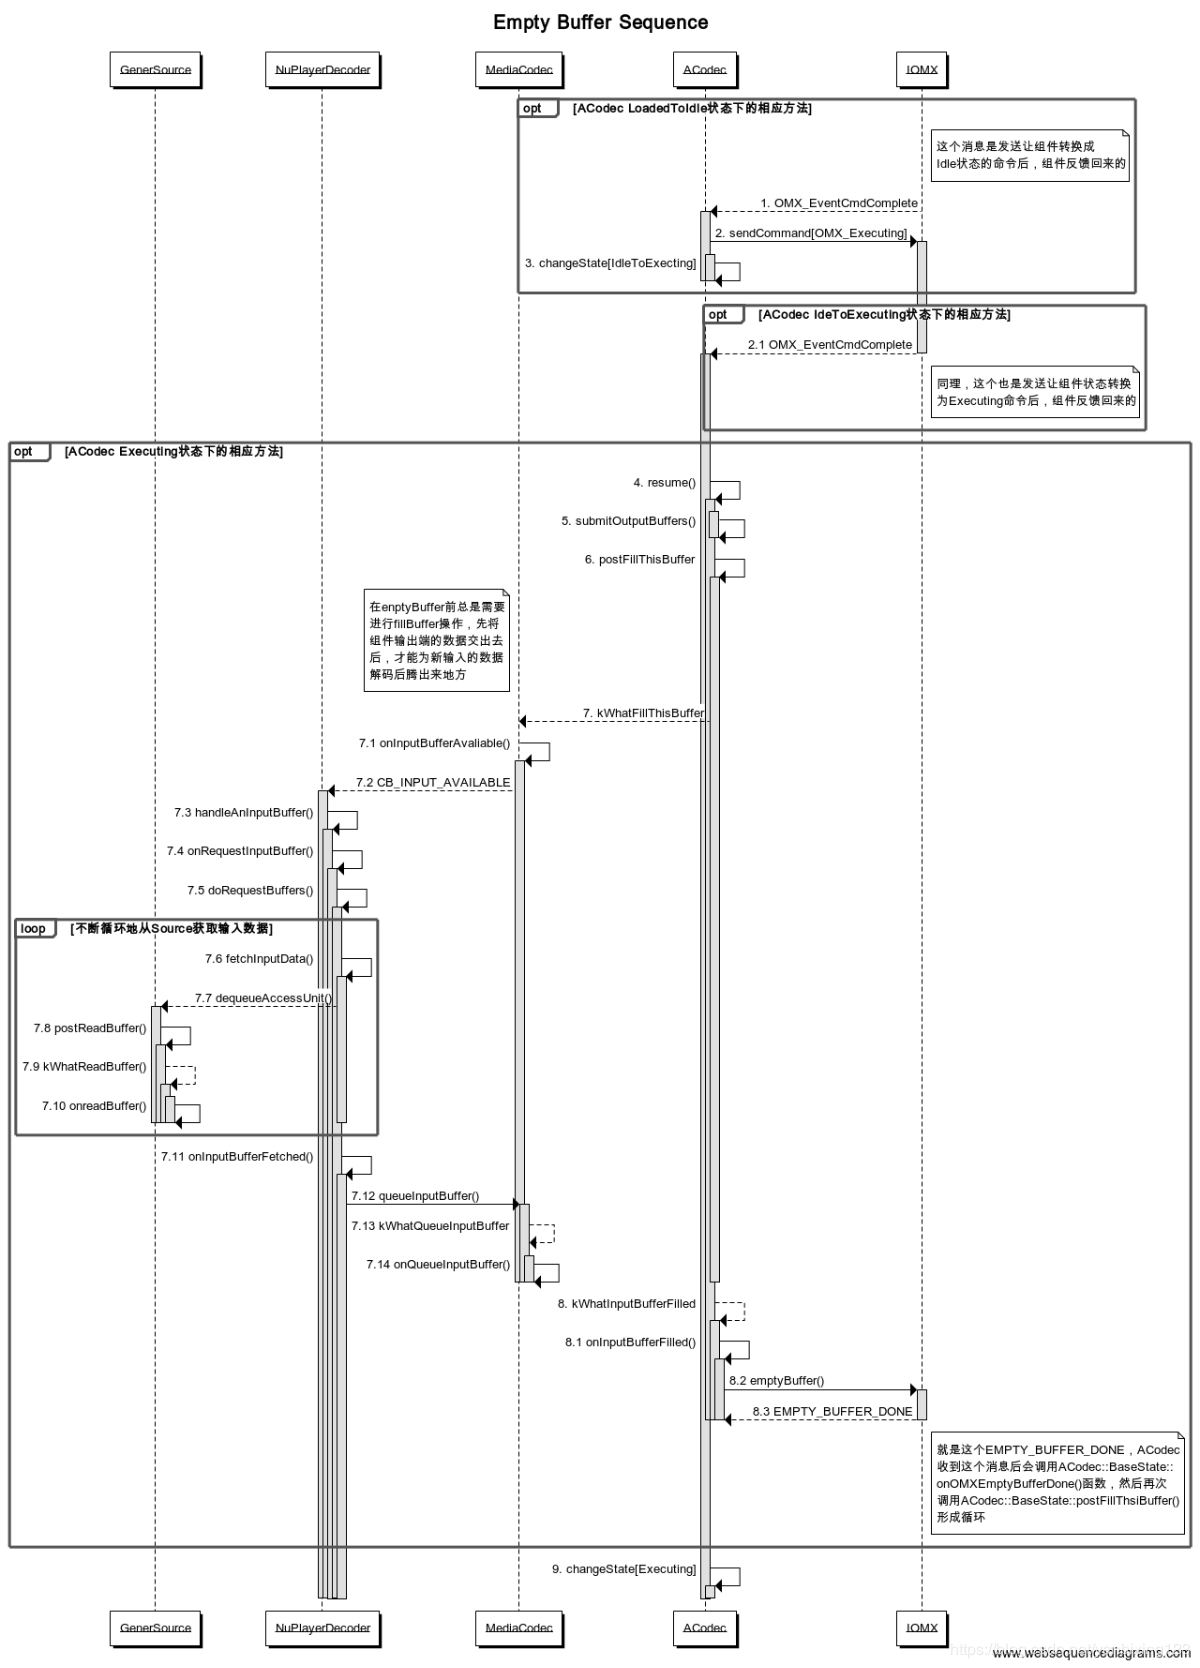 Empty Buffer Sequence
GenerSource
NuPlayerDecoder
MediaCodec
ACodec
IOMX
opt
[ACodec LoadedToIdle状态下的相应方法]
这个消息是发送让组件转换成
Idle状态的命令后，组件反馈回来的
1. OMX_EventCmdComplete
2. sendCommand[OMX_Executing]
3. changeState[IdleToExecting]
opt
[ACodec IdeToExecuting状态下的相应方法]
2.1 OMX_EventCmdComplete
同理，这个也是发送让组件状态转换
为Executing命令后，组件反馈回来的
opt
[ACodec Executing状态下的相应方法]
4. resume()
5. submitOutputBuffers()
6. postFillThisBuffer
在enptyBuffer前总是需要
进行fillBuffer操作，先将
组件输出端的数据交出去
后，才能为新输入的数据
解码后腾出来地方
7. kWhatFillThisBuffer
7.1 onInputBufferAvaliable()
7.2 CB_INPUT_AVAILABLE
7.3 handleAnInputBuffer()
7.4 onRequestInputBuffer()
7.5 doRequestBuffers()
loop
[不断循环地从Source获取输入数据]
7.6 fetchInputData()
7.7 dequeueAccessUnit()
7.8 postReadBuffer()
7.9 kWhatReadBuffer()
7.10 onreadBuffer()
7.11 onInputBufferFetched()
7.12 queueInputBuffer()
7.13 kWhatQueueInputBuffer
7.14 onQueueInputBuffer()
8. kWhatInputBufferFilled
8.1 onInputBufferFilled()
8.2 emptyBuffer()
8.3 EMPTY_BUFFER_DONE
就是这个EMPTY_BUFFER_DONE，ACodec
收到这个消息后会调用ACodec::BaseState::
onOMXEmptyBufferDone()函数，然后再次
调用ACodec::BaseState::postFillThsiBuffer()
形成循环
9. changeState[Executing]
GenerSource
NuPlayerDecoder
MediaCodec
ACodec
IOMX
www.websequencediagrams.com